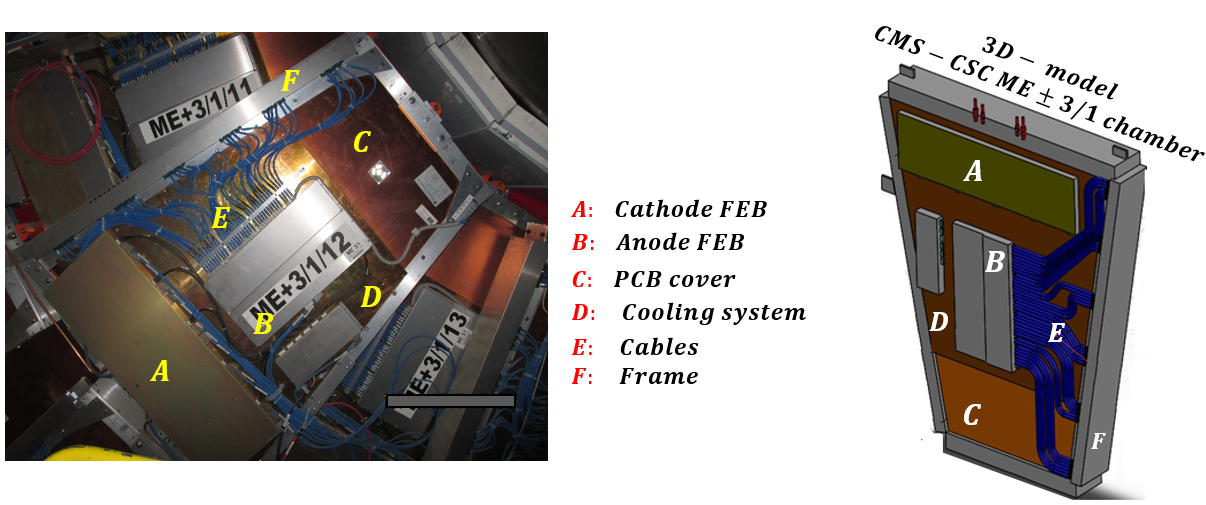 ME+3/1/11
F
C
E
ME+3/1/12
D
B
ME+3/1/13
A
A: Cathode FEB
B: Anode FEB
C: PCB cover
D: Cooling system
E: Cables
F: Frame
3D − model
CMS − CSC ME ± 3/1 chamber
A
B
D
E
C
F